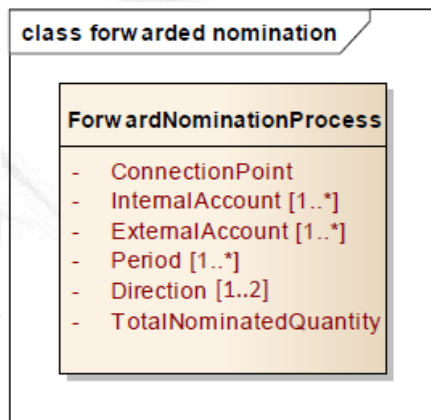 class forwarded nomination
ForwardNominationProcess
- ConnectionPoint
- InternalAccount [1..*]
- ExternalAccount [1..*]
- Period [1..*]
- Direction [1..2]
- TotalNominatedQuantity